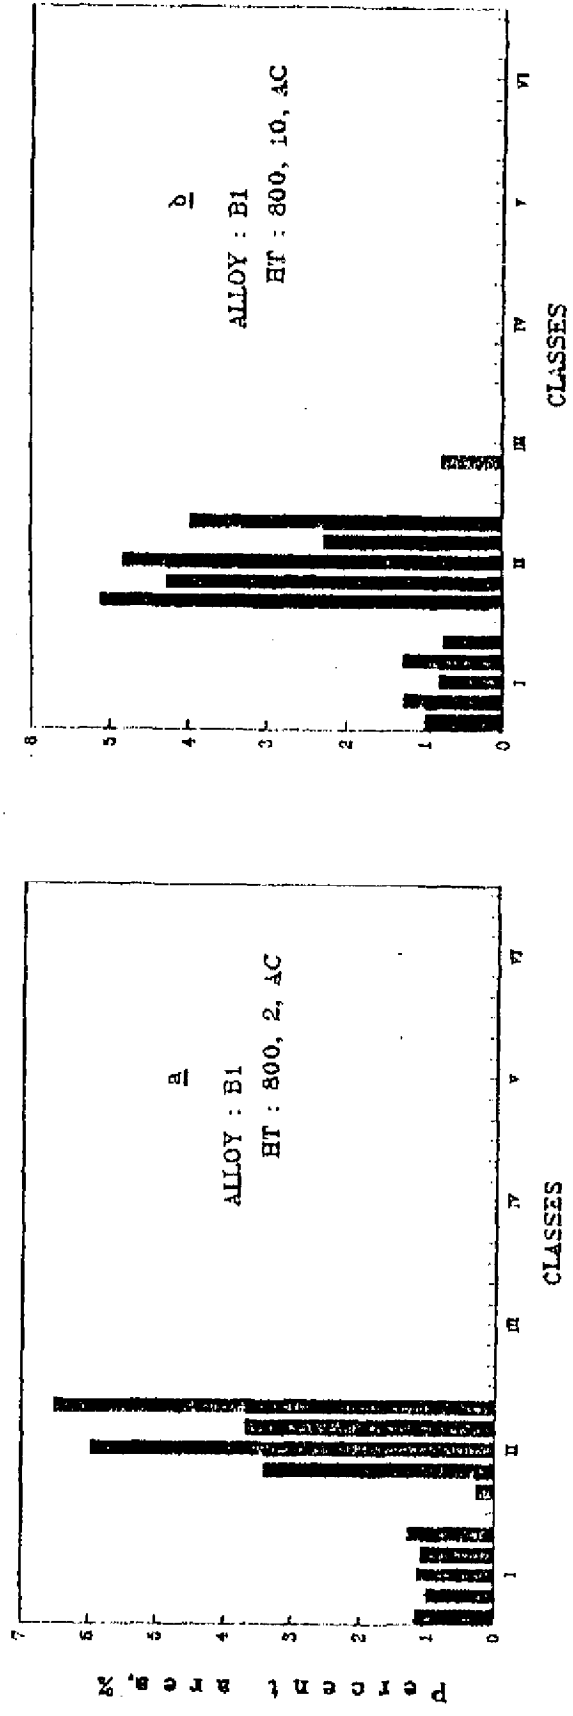 Percent area, %
7
6
5
4
3
2
1
0
a
ALLOY : B1
HT : 800, 2, AC
I
II
III
IV
V
VI
CLASSES
6
5
4
3
2
1
0
b
ALLOY : B1
HT : 800, 10, AC
I
II
III
IV
V
VI
CLASSES